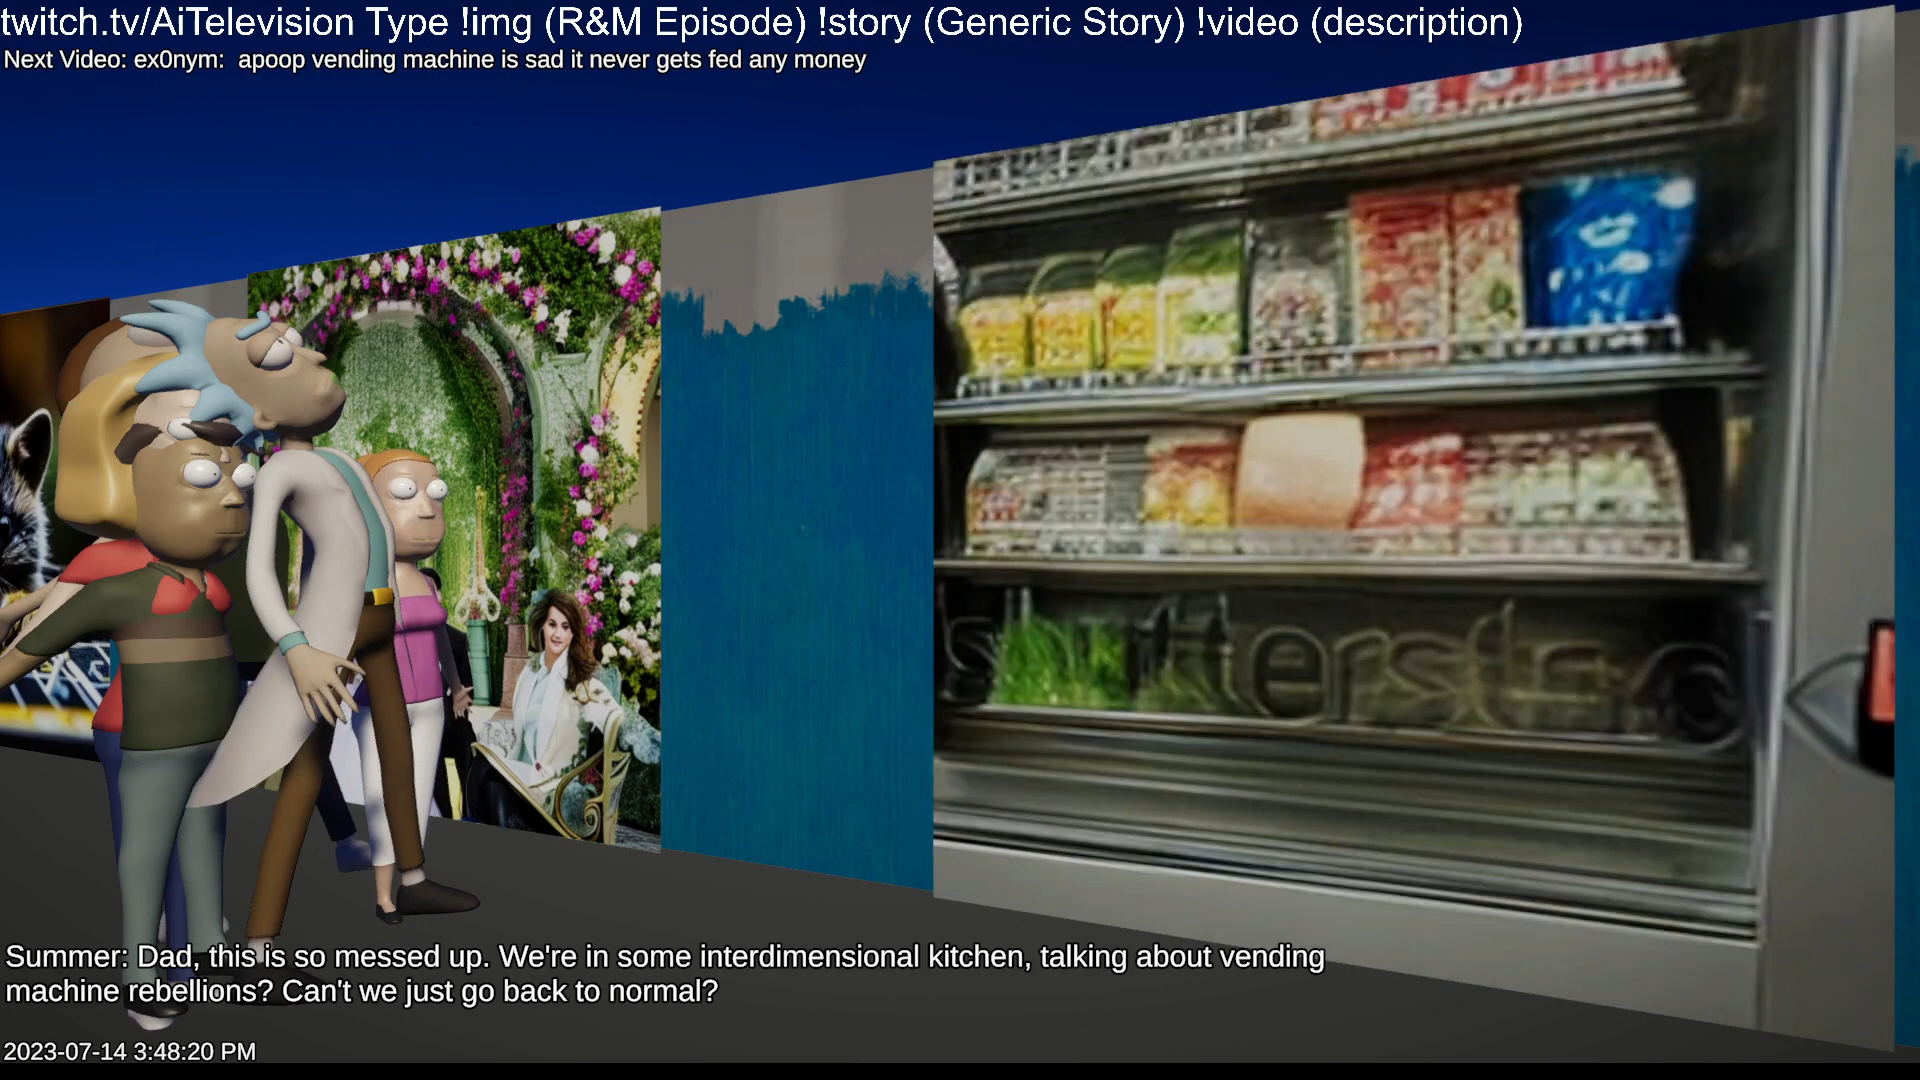 twitch.tv/AiTelevision Type !img (R&M Episode) !story (Generic Story) !video (description)
Next Video: ex0nym:  apoop vending machine is sad it never gets fed any money
Summer: Dad, this is so messed up. We're in some interdimensional kitchen, talking about vending
machine rebellions? Can't we just go back to normal?
2023-07-14 3:48:20 PM